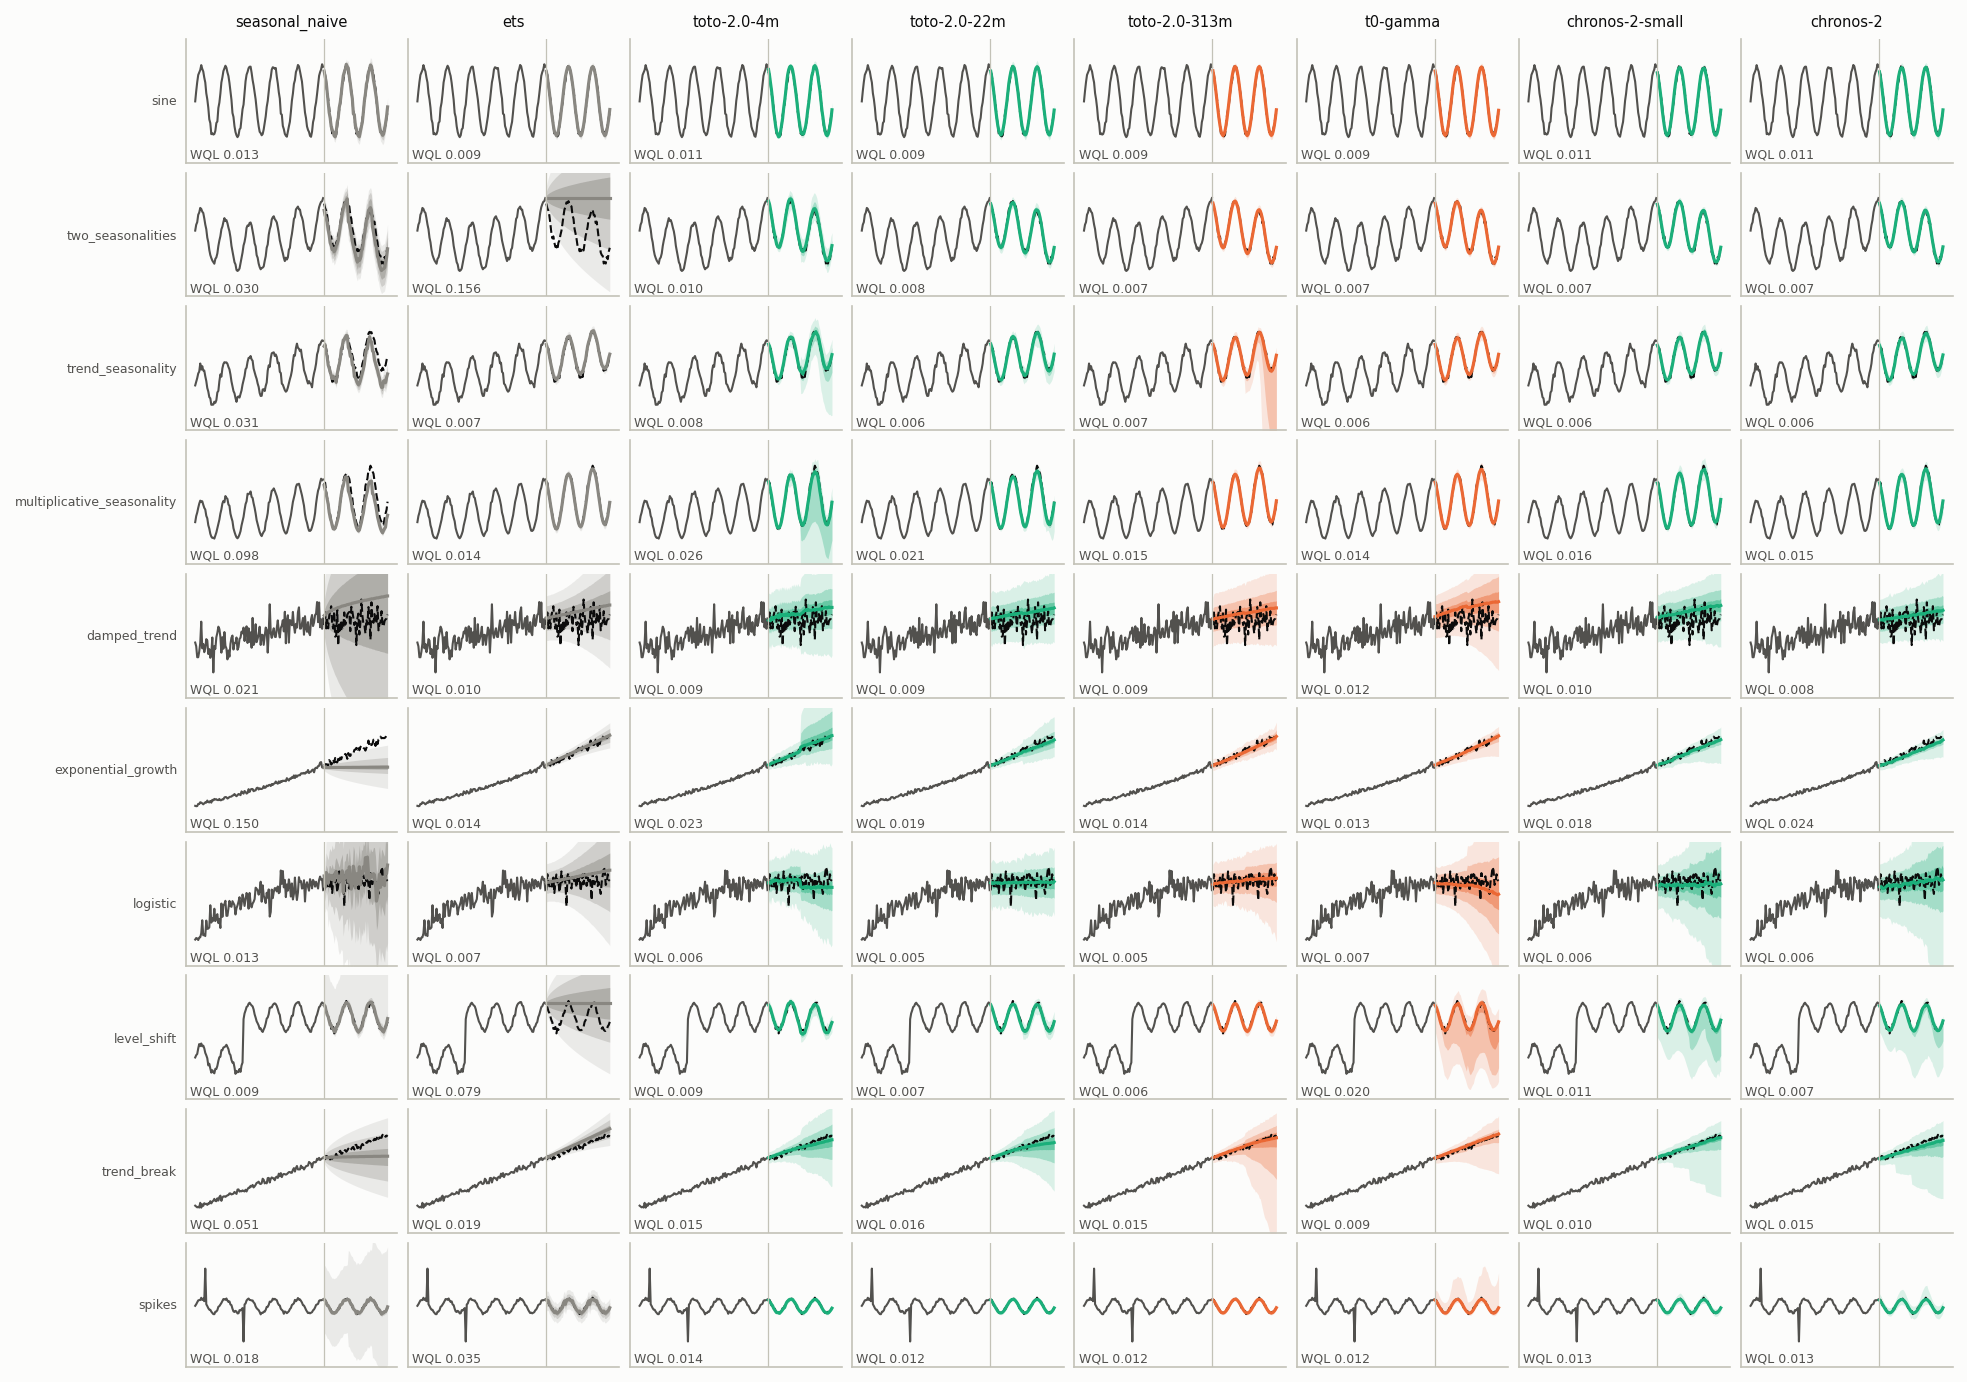 seasonal_naive ets toto-2.0-4m toto-2.0-22m toto-2.0-313m t0-gamma chronos-2-small chronos-2
sine
WQL 0.013 WQL 0.009 WQL 0.011 WQL 0.009 WQL 0.009 WQL 0.009 WQL 0.011 WQL 0.011
two_seasonalities
WQL 0.030 WQL 0.156 WQL 0.010 WQL 0.008 WQL 0.007 WQL 0.007 WQL 0.007 WQL 0.007
trend_seasonality
WQL 0.031 WQL 0.007 WQL 0.008 WQL 0.006 WQL 0.007 WQL 0.006 WQL 0.006 WQL 0.006
multiplicative_seasonality
WQL 0.098 WQL 0.014 WQL 0.026 WQL 0.021 WQL 0.015 WQL 0.014 WQL 0.016 WQL 0.015
damped_trend
WQL 0.021 WQL 0.010 WQL 0.009 WQL 0.009 WQL 0.009 WQL 0.012 WQL 0.010 WQL 0.008
exponential_growth
WQL 0.150 WQL 0.014 WQL 0.023 WQL 0.019 WQL 0.014 WQL 0.013 WQL 0.018 WQL 0.024
logistic
WQL 0.013 WQL 0.007 WQL 0.006 WQL 0.005 WQL 0.005 WQL 0.007 WQL 0.006 WQL 0.006
level_shift
WQL 0.009 WQL 0.079 WQL 0.009 WQL 0.007 WQL 0.006 WQL 0.020 WQL 0.011 WQL 0.007
trend_break
WQL 0.051 WQL 0.019 WQL 0.015 WQL 0.016 WQL 0.015 WQL 0.009 WQL 0.010 WQL 0.015
spikes
WQL 0.018 WQL 0.035 WQL 0.014 WQL 0.012 WQL 0.012 WQL 0.012 WQL 0.013 WQL 0.013